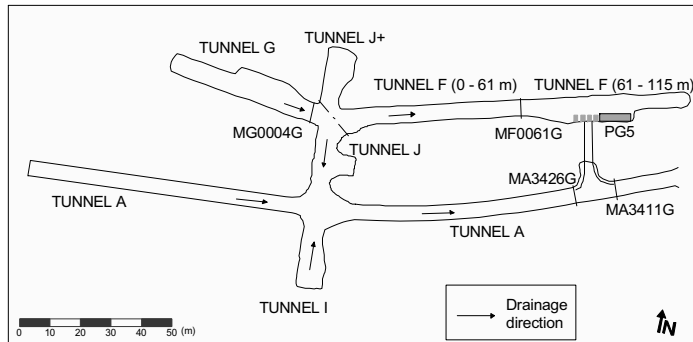 TUNNEL J+
TUNNEL G
TUNNEL F (0 - 61 m)
TUNNEL F (61 - 115 m)
MG0004G
MF0061G
PG5
TUNNEL J
MA3426G
TUNNEL A
MA3411G
TUNNEL A
TUNNEL I
Drainage
direction
0 10 20 30 40 50 (m)
N